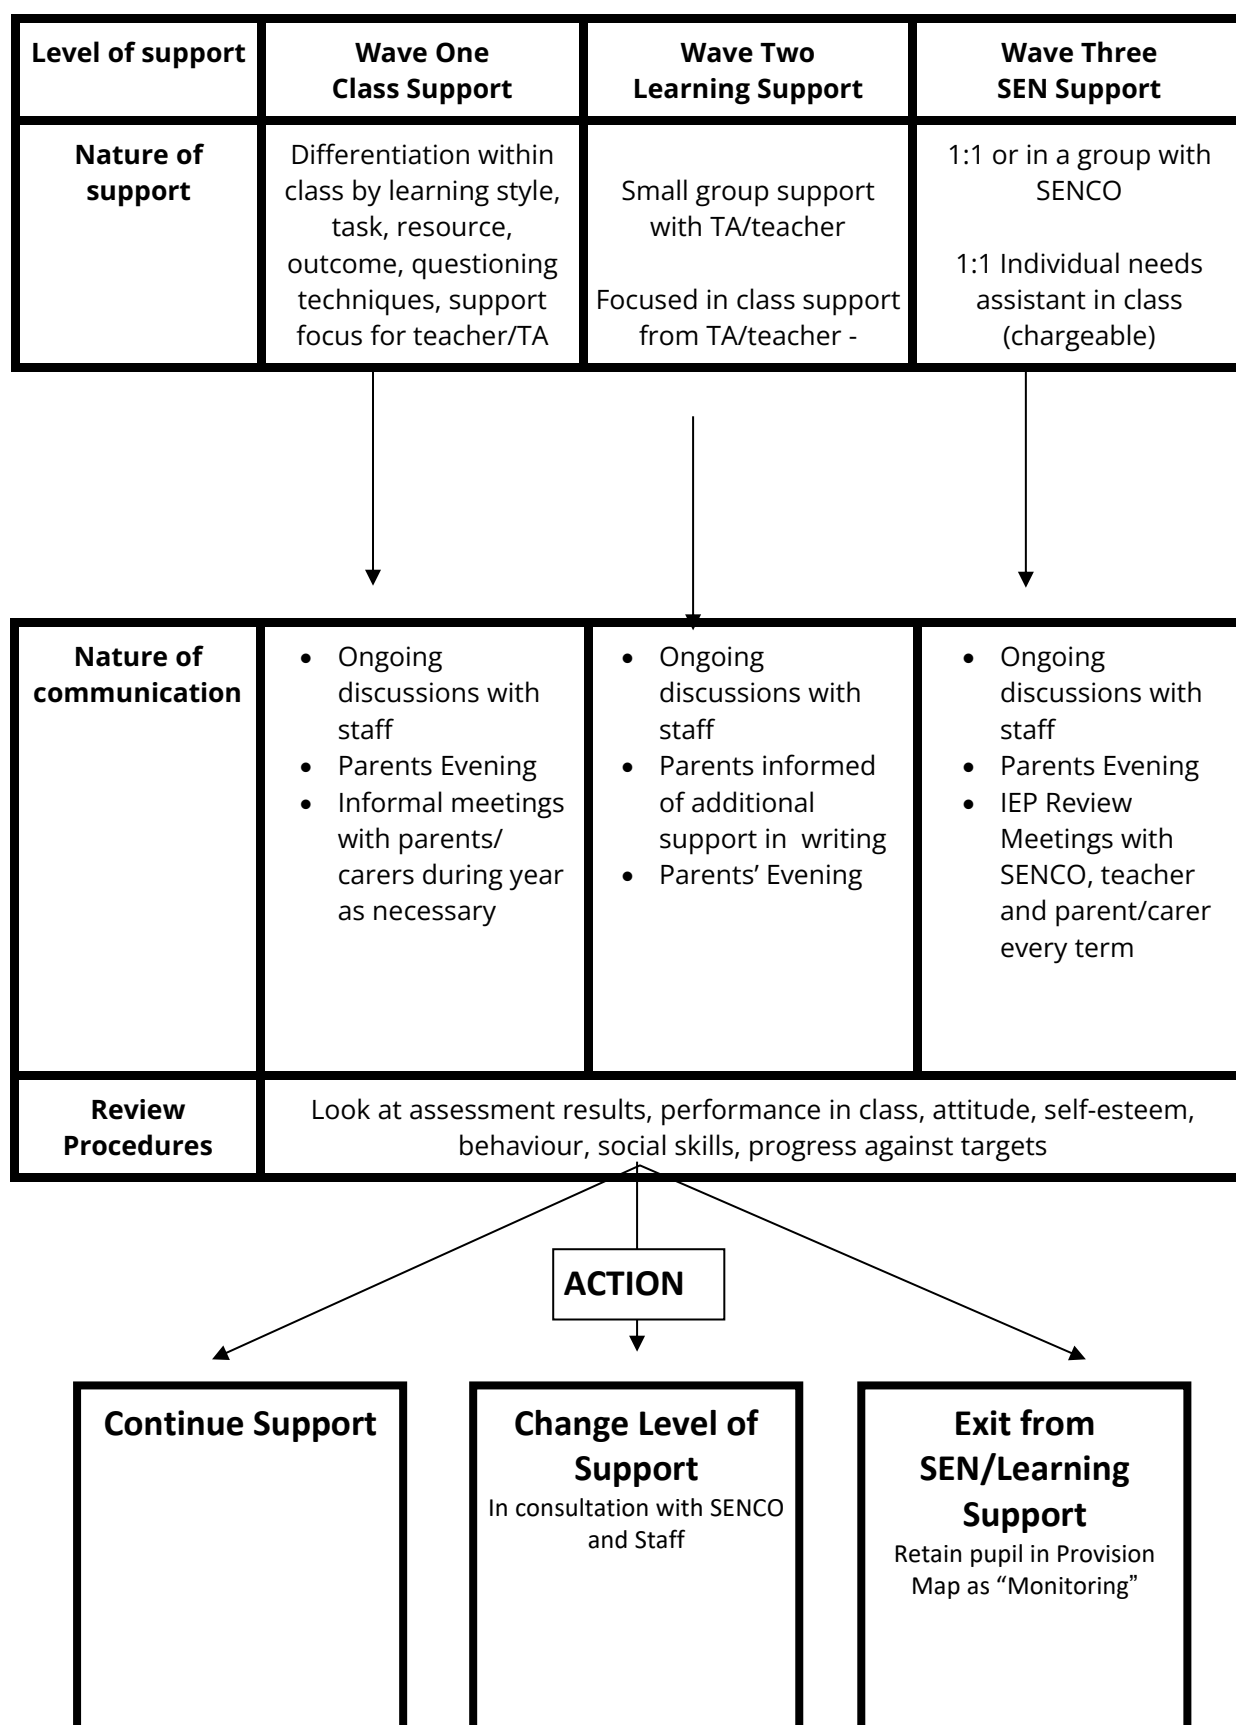 Level of support
Wave One
Class Support
Wave Two
Learning Support
Wave Three
SEN Support
Nature of
support
Differentiation within
class by learning style,
task, resource,
outcome, questioning
techniques, support
focus for teacher/TA
Small group support
with TA/teacher
Focused in class support
from TA/teacher -
1:1 or in a group with
SENCO
1:1 Individual needs
assistant in class
(chargeable)
Nature of
communication
• Ongoing
discussions with
staff
• Parents Evening
• Informal meetings
with parents/
carers during year
as necessary
• Ongoing
discussions with
staff
• Parents informed
of additional
support in  writing
• Parents’ Evening
• Ongoing
discussions with
staff
• Parents Evening
• IEP Review
Meetings with
SENCO, teacher
and parent/carer
every term
Review
Procedures
Look at assessment results, performance in class, attitude, self-esteem,
behaviour, social skills, progress against targets
ACTION
Continue Support
Change Level of
Support
In consultation with SENCO
and Staff
Exit from
SEN/Learning
Support
Retain pupil in Provision
Map as “Monitoring”